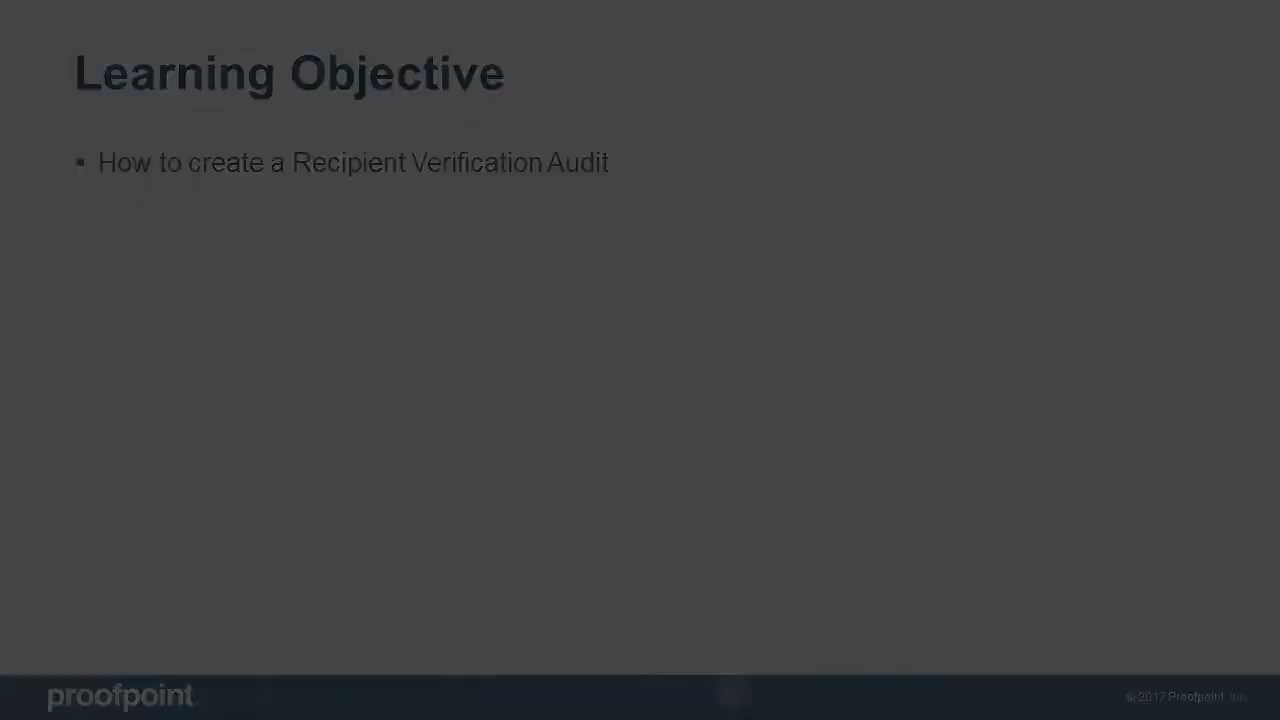 Learning Objective
▪ How to create a Recipient Verification Audit
proofpoint
© 2017 Proofpoint, Inc.